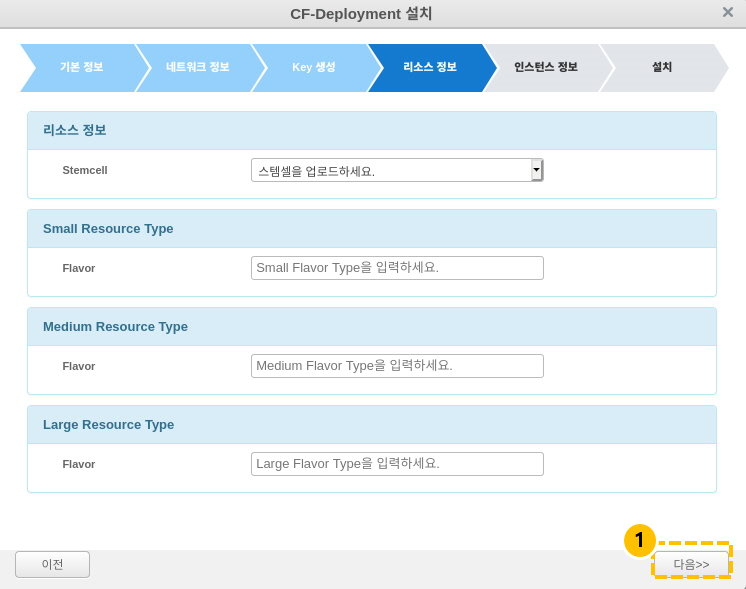 CF-Deployment 설치
×
기본 정보
네트워크 정보
Key 생성
리소스 정보
인스턴스 정보
설치
리소스 정보
Stemcell
스템셀을 업로드하세요.
Small Resource Type
Flavor
Small Flavor Type을 입력하세요.
Medium Resource Type
Flavor
Medium Flavor Type을 입력하세요.
Large Resource Type
Flavor
Large Flavor Type을 입력하세요.
1
이전
다음>>